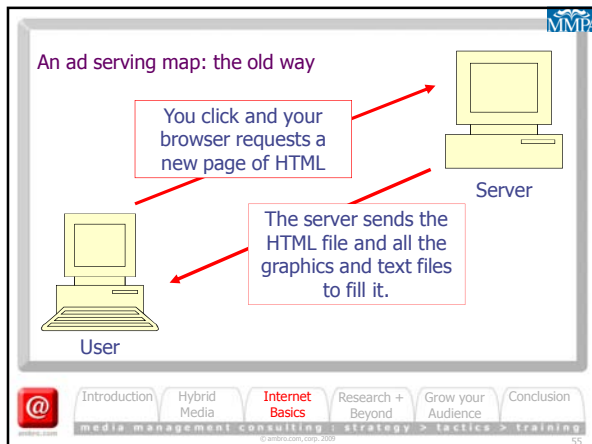 MMPA
An ad serving map: the old way
You click and your
browser requests a
new page of HTML
Server
The server sends the
HTML file and all the
graphics and text files
to fill it.
User
@
ambro.com
Introduction
Hybrid
Media
Internet
Basics
Research +
Beyond
Grow your
Audience
Conclusion
media management consulting : strategy > tactics > training
© ambro.com, corp. 2009
55